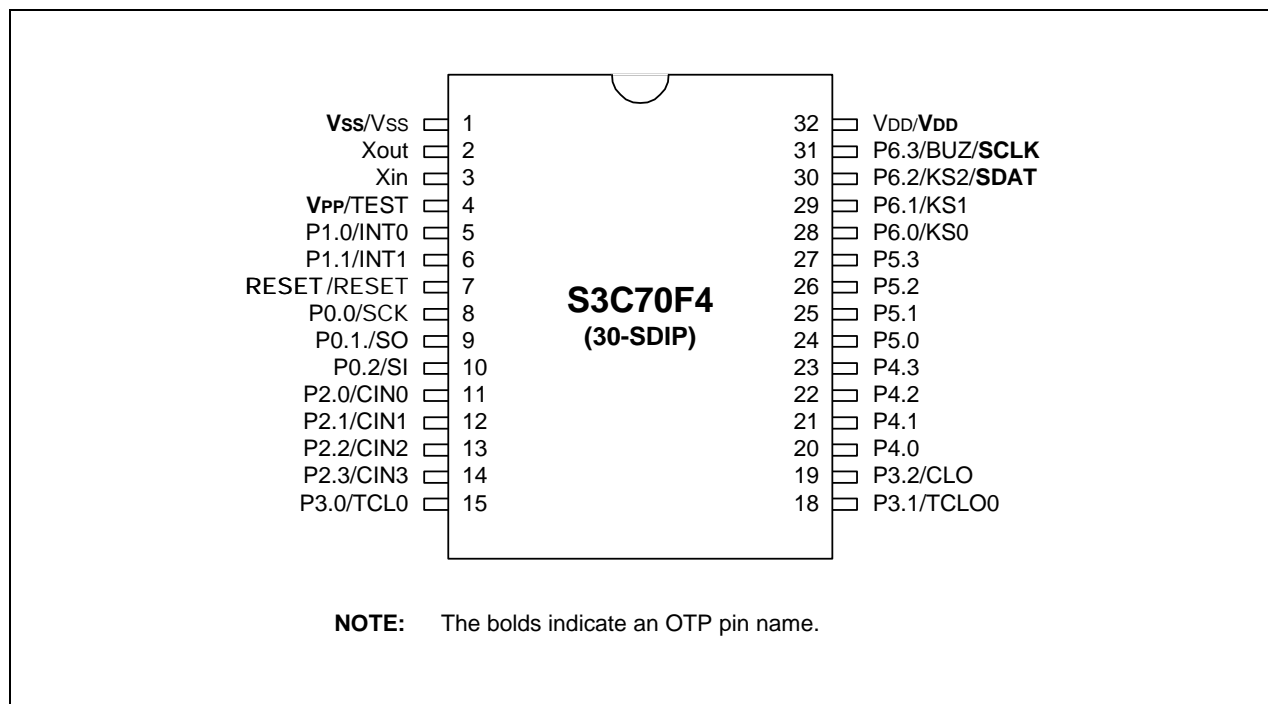 Vss/Vss 1
Xout 2
Xin 3
VPP/TEST 4
P1.0/INT0 5
P1.1/INT1 6
RESET/RESET 7
P0.0/SCK 8
P0.1./SO 9
P0.2/SI 10
P2.0/CIN0 11
P2.1/CIN1 12
P2.2/CIN2 13
P2.3/CIN3 14
P3.0/TCL0 15
S3C70F4
(30-SDIP)
32 VDD/VDD
31 P6.3/BUZ/SCLK
30 P6.2/KS2/SDAT
29 P6.1/KS1
28 P6.0/KS0
27 P5.3
26 P5.2
25 P5.1
24 P5.0
23 P4.3
22 P4.2
21 P4.1
20 P4.0
19 P3.2/CLO
18 P3.1/TCLO0
NOTE: The bolds indicate an OTP pin name.